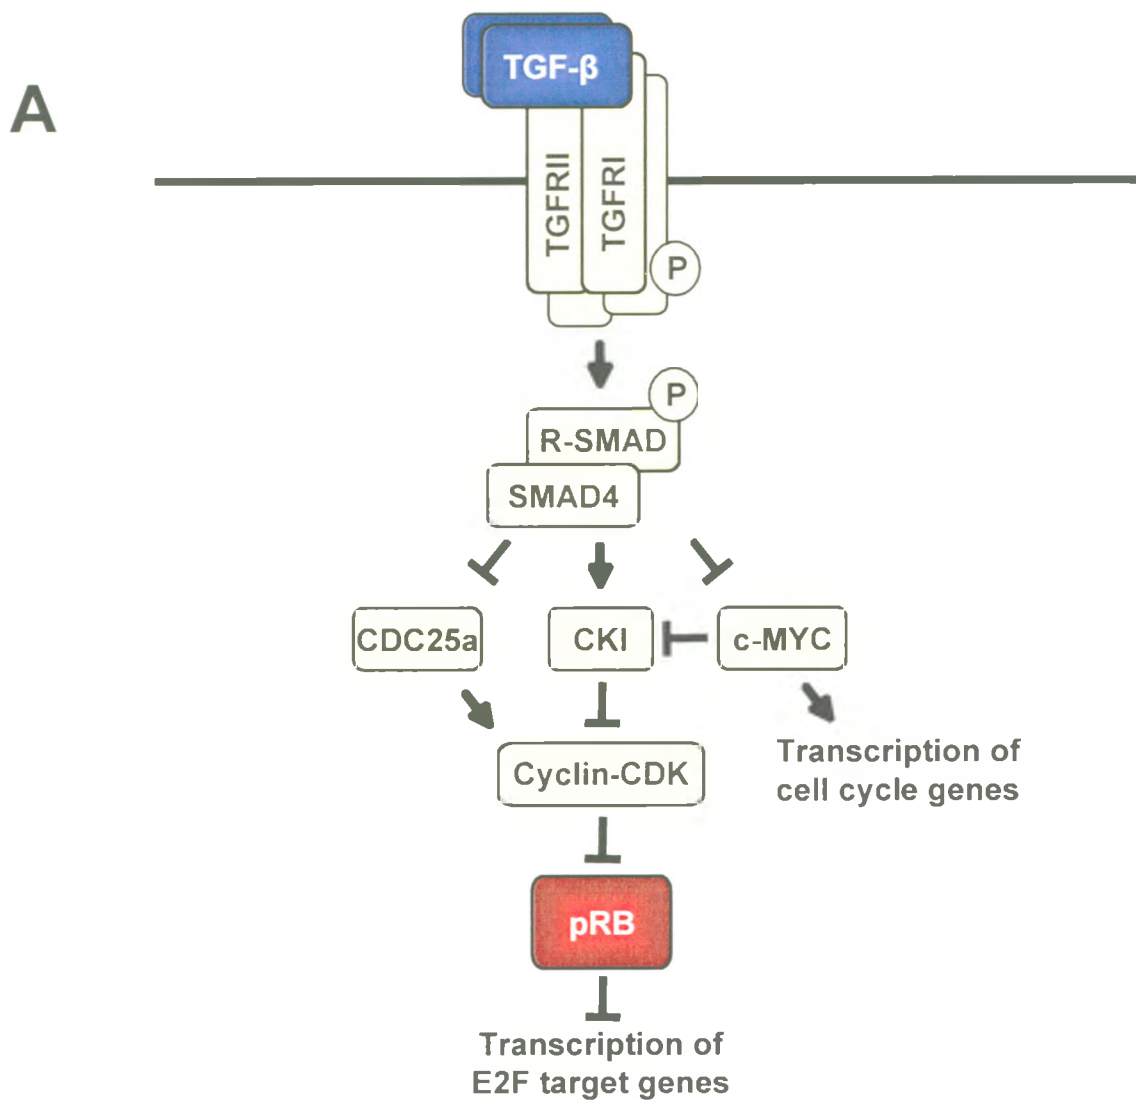 A
TGF-β
TGFRII
TGFRI
P
P
R-SMAD
SMAD4
CDC25a
CKI
c-MYC
Cyclin-CDK
Transcription of
cell cycle genes
pRB
Transcription of
E2F target genes